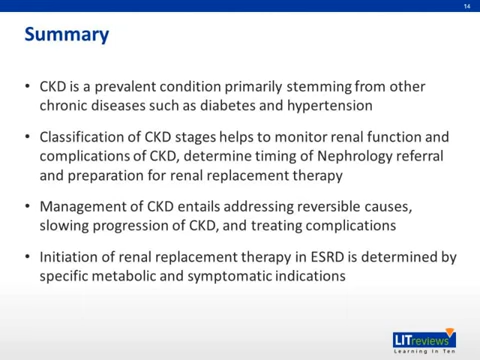 14
Summary
• CKD is a prevalent condition primarily stemming from other
chronic diseases such as diabetes and hypertension
• Classification of CKD stages helps to monitor renal function and
complications of CKD, determine timing of Nephrology referral
and preparation for renal replacement therapy
• Management of CKD entails addressing reversible causes,
slowing progression of CKD, and treating complications
• Initiation of renal replacement therapy in ESRD is determined by
specific metabolic and symptomatic indications
LITreviews
Learning in Ten